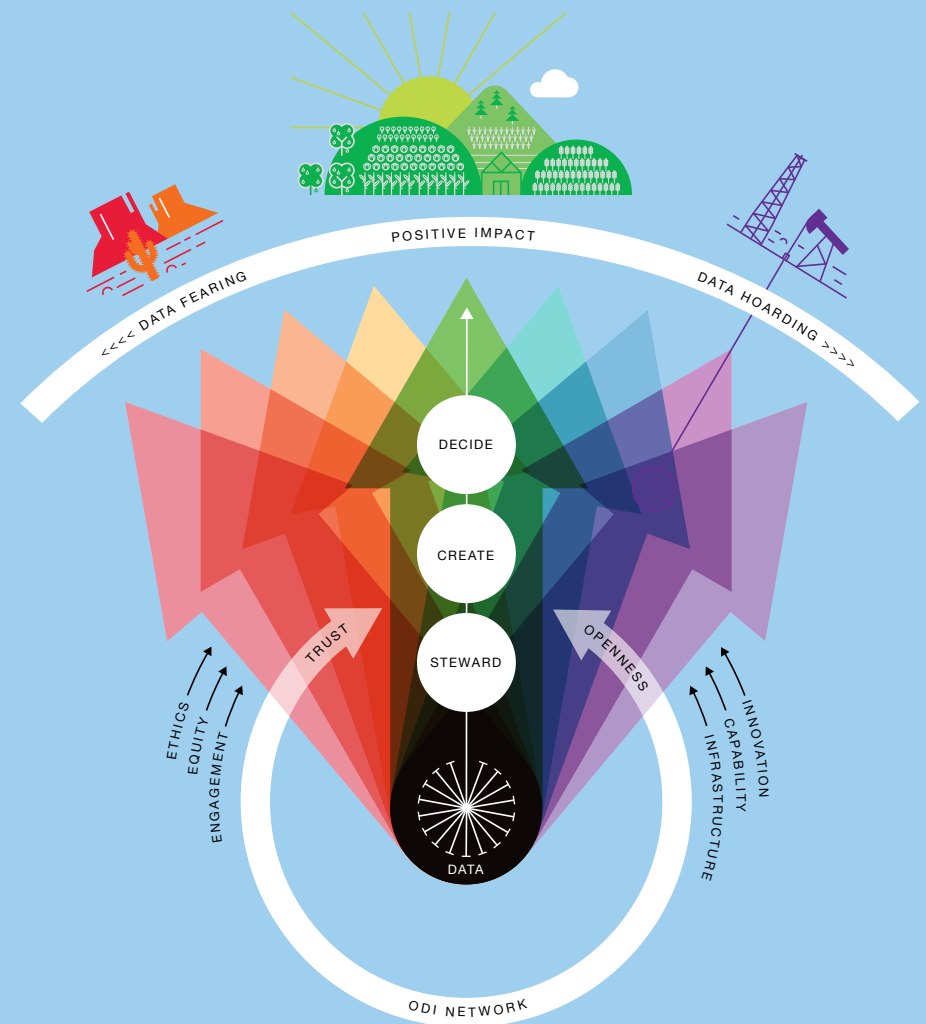 POSITIVE IMPACT
<<<< DATA FEARING
DATA HOARDING >>>>
DECIDE
CREATE
STEWARD
TRUST
OPENNESS
ETHICS
EQUITY
ENGAGEMENT
INNOVATION
CAPABILITY
INFRASTRUCTURE
DATA
ODI NETWORK